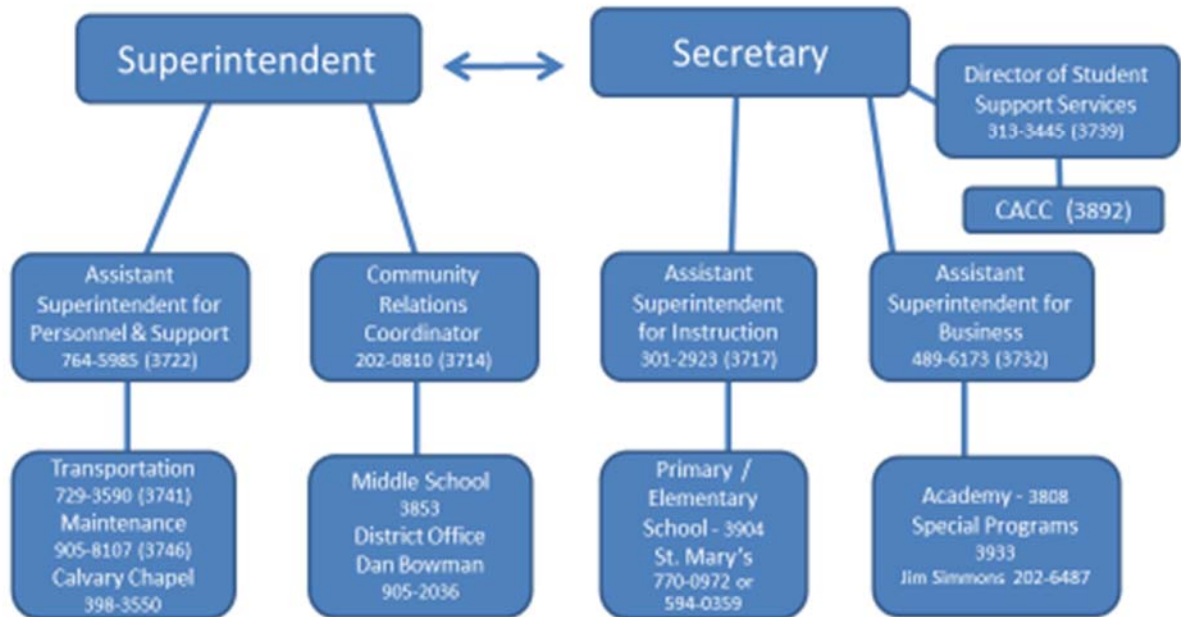 Superintendent
Secretary
Director of Student
Support Services
313-3445 (3739)
CACC (3892)
Assistant
Superintendent for
Personnel & Support
764-5985 (3722)
Community
Relations
Coordinator
202-0810 (3714)
Assistant
Superintendent
for Instruction
301-2923 (3717)
Assistant
Superintendent for
Business
489-6173 (3732)
Transportation
729-3590 (3741)
Maintenance
905-8107 (3746)
Calvary Chapel
398-3550
Middle School
3853
District Office
Dan Bowman
905-2036
Primary /
Elementary
School - 3904
St. Mary's
770-0972 or
594-0359
Academy - 3808
Special Programs
3933
Jim Simmons 202-6487